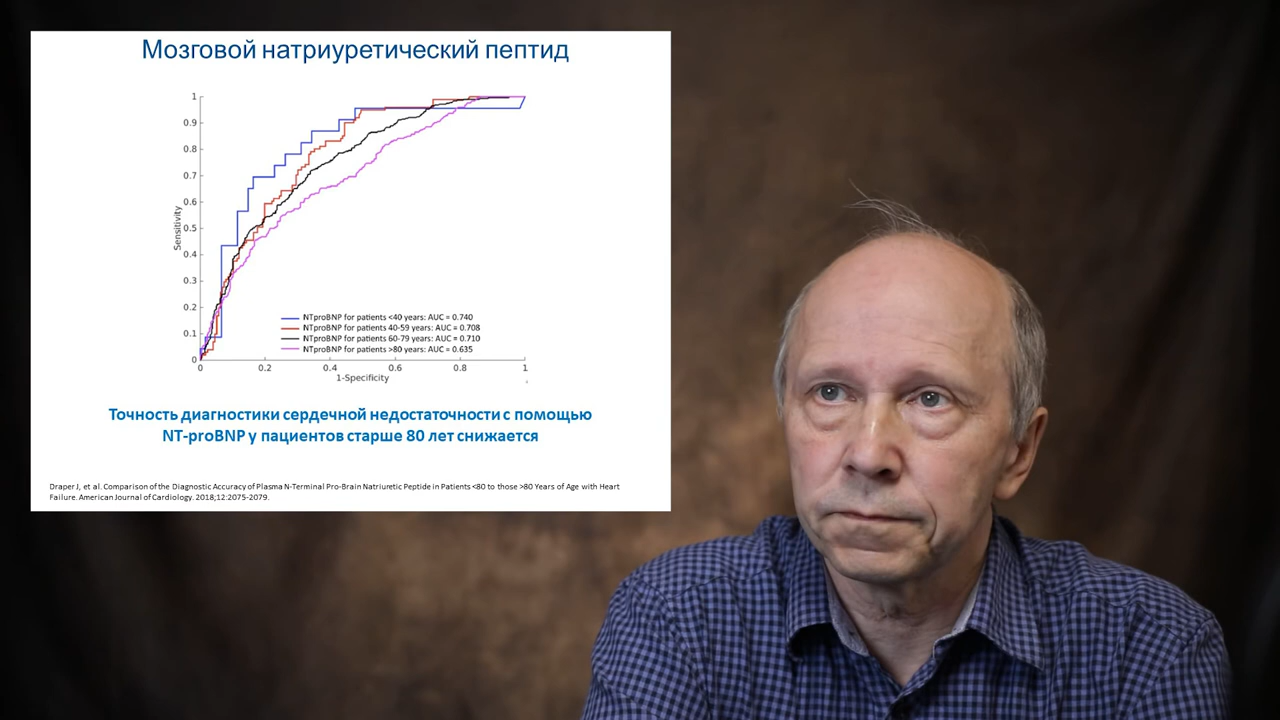 Мозговой натриуретический пептид
1
0.9
0.8
0.7
0.6
0.5
0.4
0.3
0.2
0.1
0
Sensitivity
NTproBNP for patients <40 years: AUC = 0.740
NTproBNP for patients 40-59 years: AUC = 0.708
NTproBNP for patients 60-79 years: AUC = 0.710
NTproBNP for patients >80 years: AUC = 0.635
0 0.2 0.4 0.6 0.8 1
1-Specificity
Точность диагностики сердечной недостаточности с помощью
NT-proBNP у пациентов старше 80 лет снижается
Draper J, et al. Comparison of the Diagnostic Accuracy of Plasma N-Terminal Pro-Brain Natriuretic Peptide in Patients <80 to those >80 Years of Age with Heart
Failure. American Journal of Cardiology. 2018;12:2075-2079.